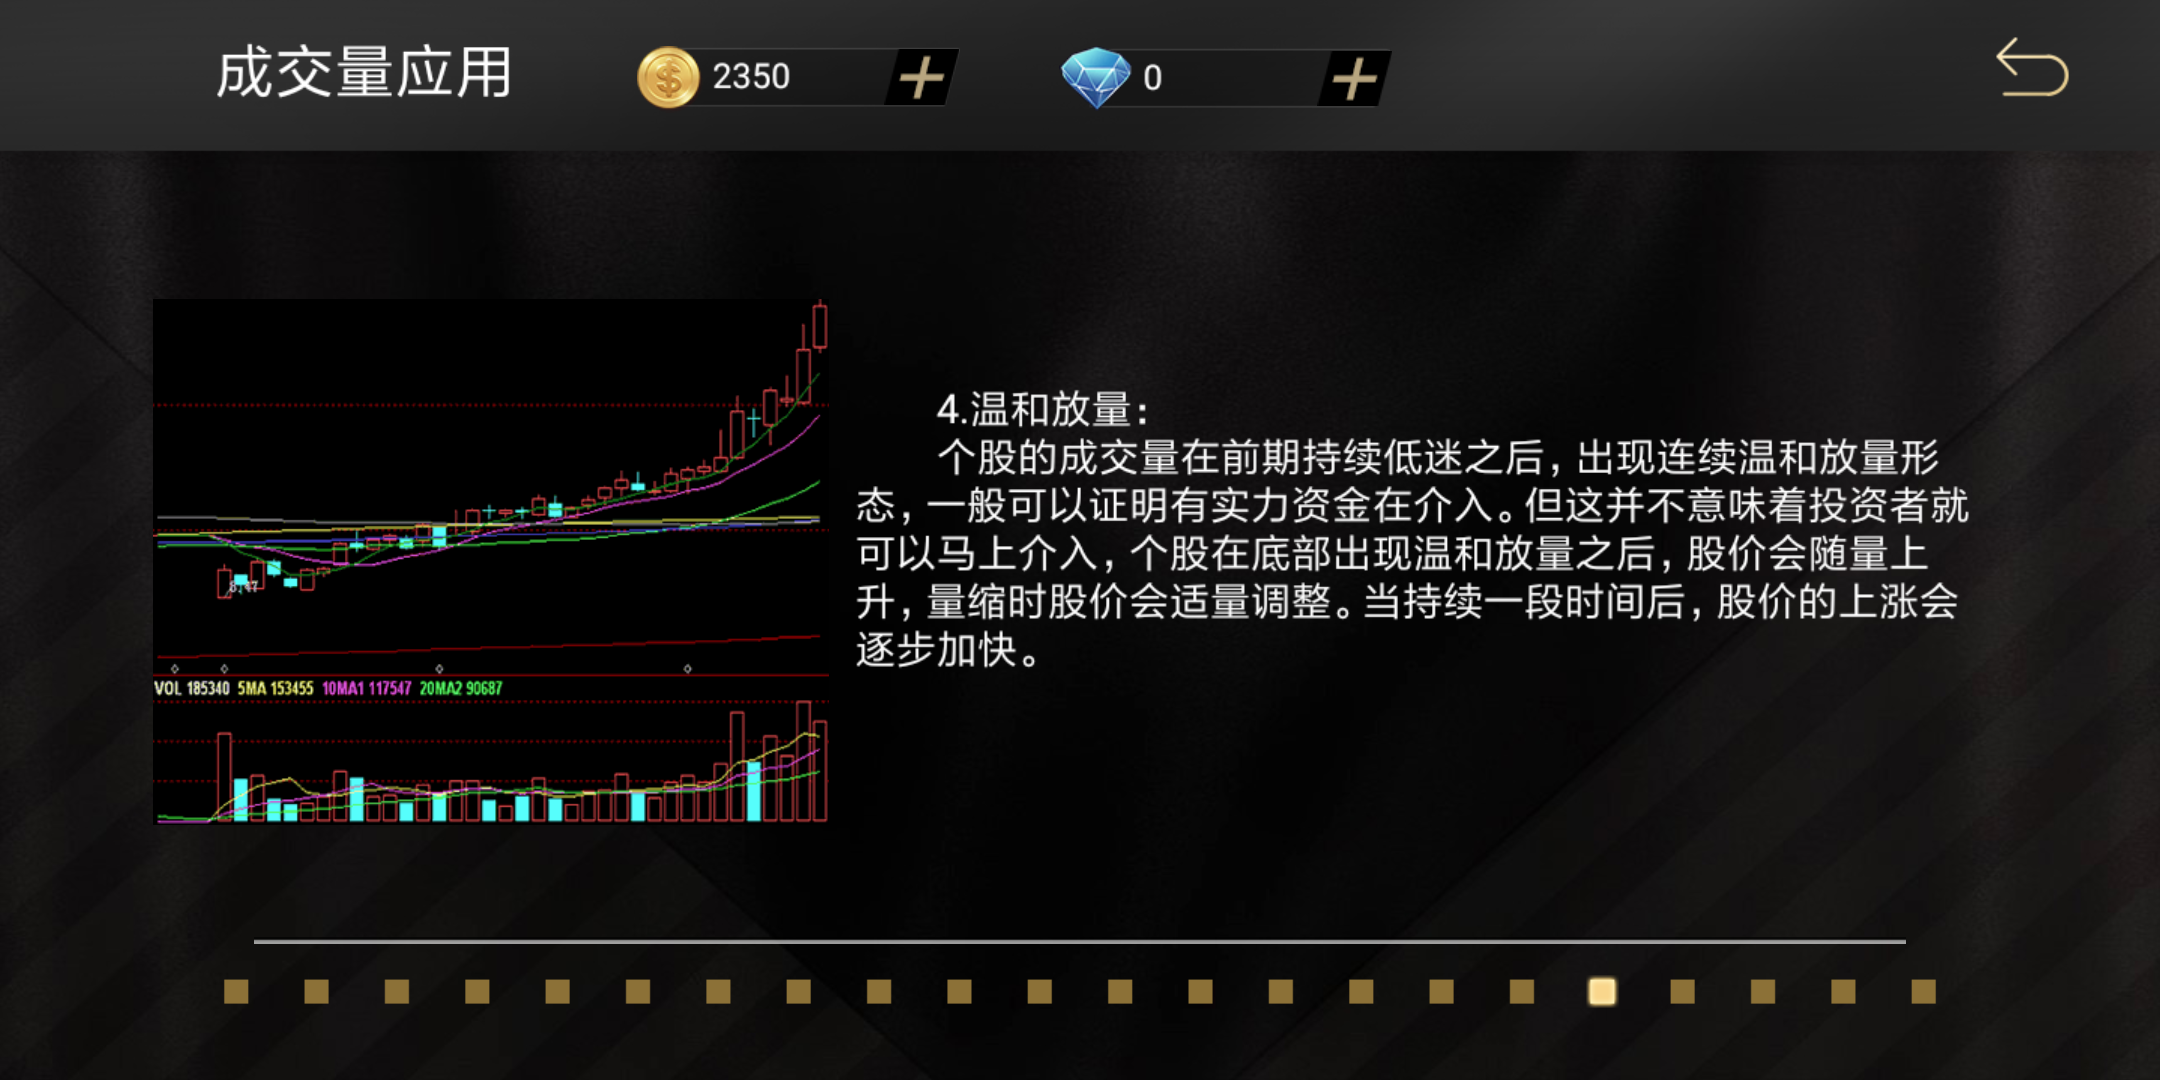 成交量应用
2350
0
4.温和放量：
个股的成交量在前期持续低迷之后，出现连续温和放量形
态，一般可以证明有实力资金在介入。但这并不意味着投资者就
可以马上介入，个股在底部出现温和放量之后，股价会随量上
升，量缩时股价会适量调整。当持续一段时间后，股价的上涨会
逐步加快。
VOL 185340 5MA 153455 10MA1 117547 20MA2 90687